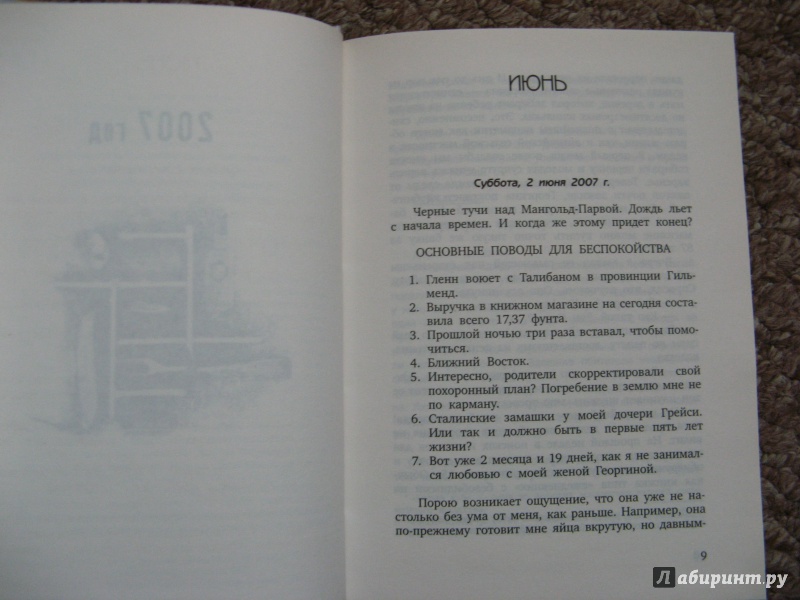 2007 год
ИЮНЬ
Суббота, 2 июня 2007 г.
Черные тучи над Мангольд-Парвой. Дождь льет
с начала времен. И когда же этому придет конец?
ОСНОВНЫЕ ПОВОДЫ ДЛЯ БЕСПОКОЙСТВА
1. Гленн воюет с Талибаном в провинции Гиль-
менд.
2. Выручка в книжном магазине на сегодня соста-
вила всего 17,37 фунта.
3. Прошлой ночью три раза вставал, чтобы помо-
читься.
4. Ближний Восток.
5. Интересно, родители скорректировали свой
похоронный план? Погребение в землю мне не
по карману.
6. Сталинские замашки у моей дочери Грейси.
Или так и должно быть в первые пять лет
жизни?
7. Вот уже 2 месяца и 19 дней, как я не занимал-
ся любовью с моей женой Георгиной.
Порою возникает ощущение, что она уже не на-
столько без ума от меня, как раньше. Например, она
по-прежнему готовит мне яйца вкрутую, но давным-
9
Лабиринт.ру